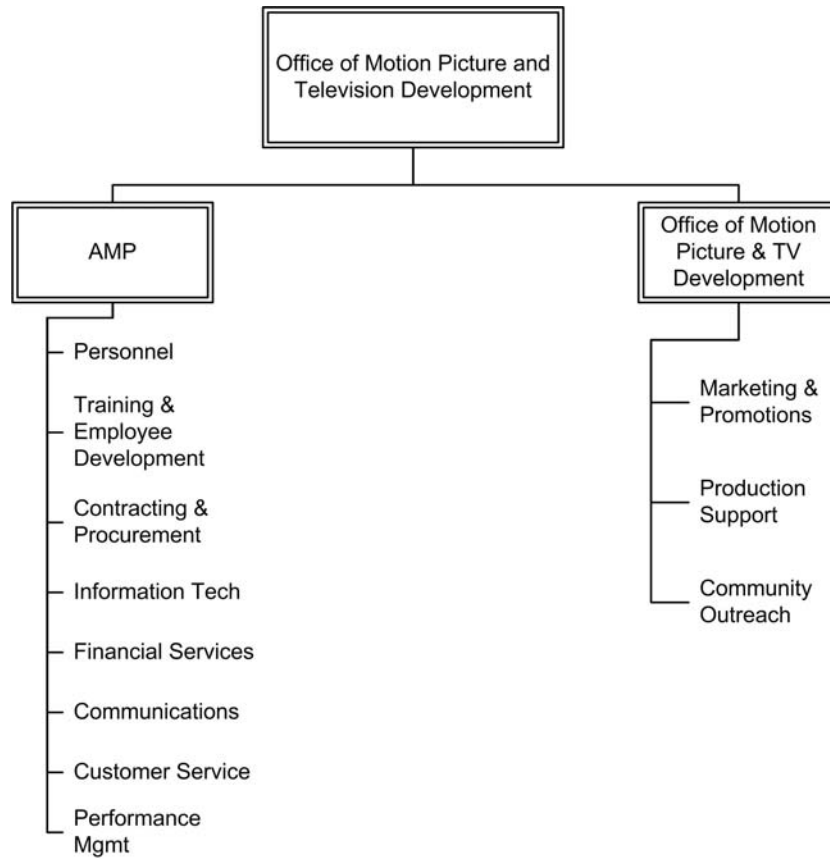 Office of Motion Picture and
Television Development
AMP
Office of Motion
Picture & TV
Development
Personnel
Training &
Employee
Development
Contracting &
Procurement
Information Tech
Financial Services
Communications
Customer Service
Performance
Mgmt
Marketing &
Promotions
Production
Support
Community
Outreach